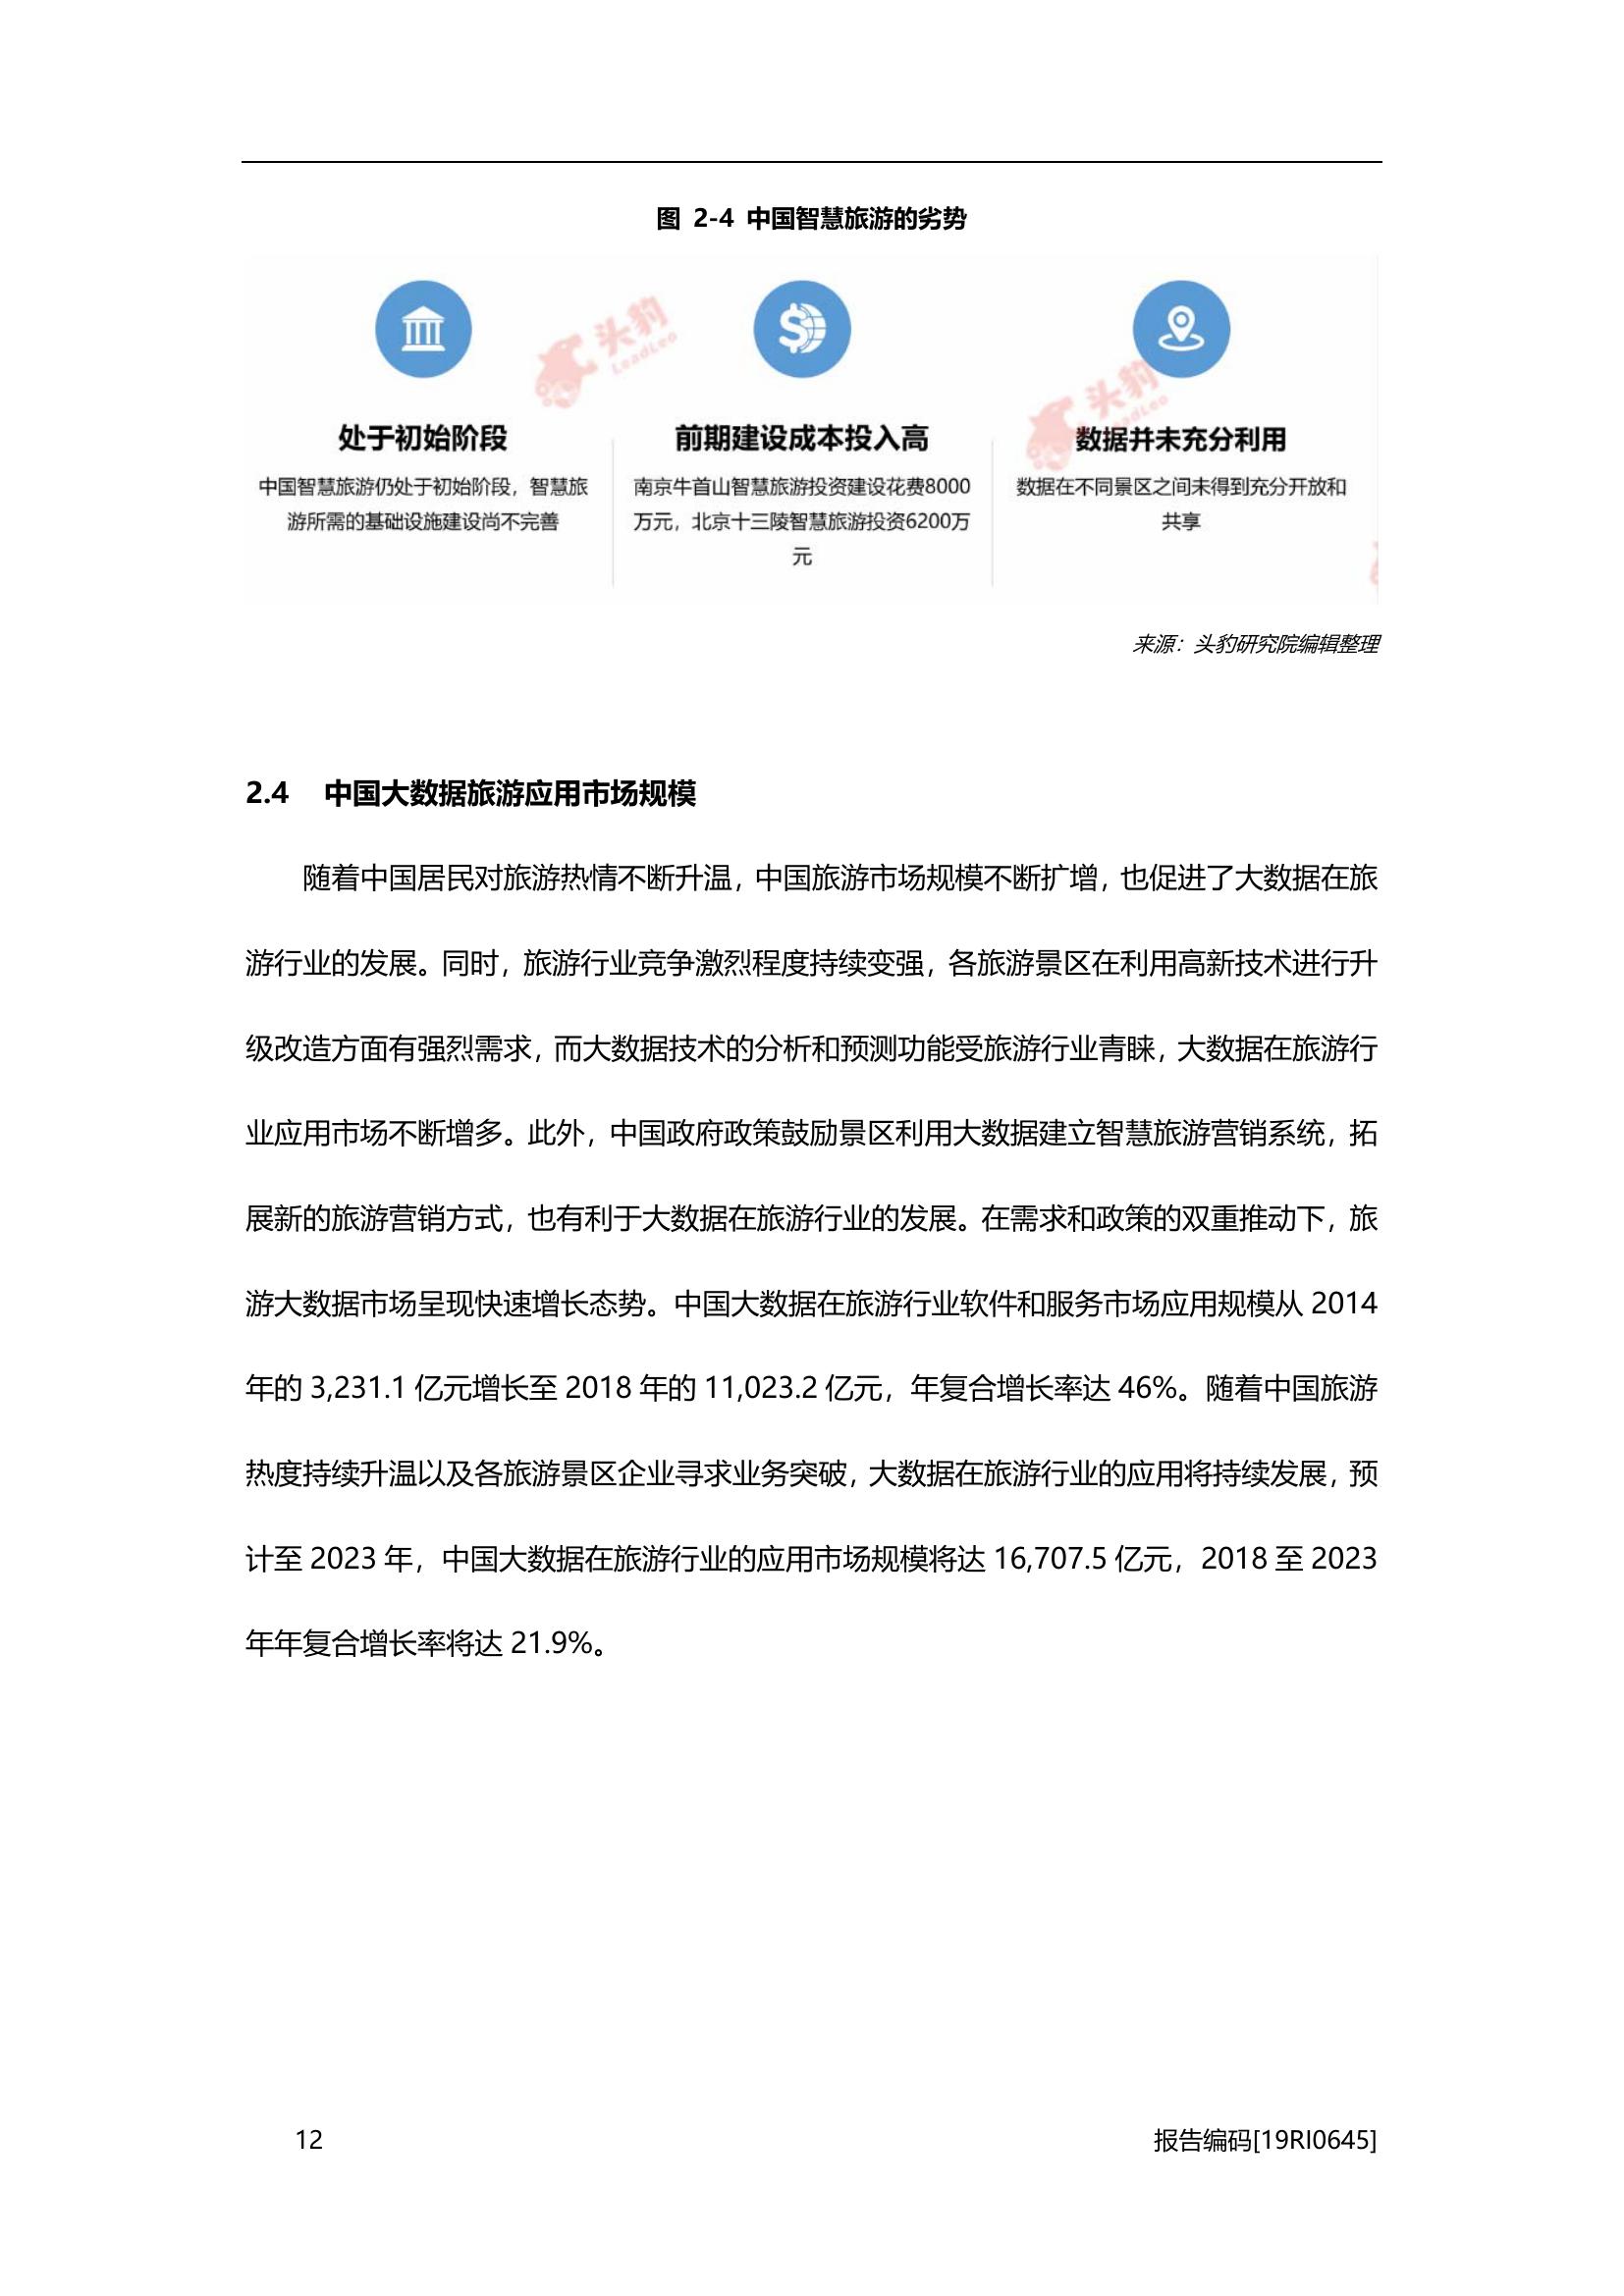 图 2-4 中国智慧旅游的劣势
头豹
LeadLeo
头豹
LeadLeo
处于初始阶段
中国智慧旅游仍处于初始阶段，智慧旅
游所需的基础设施建设尚不完善
前期建设成本投入高
南京牛首山智慧旅游投资建设花费8000
万元，北京十三陵智慧旅游投资6200万
元
数据并未充分利用
数据在不同景区之间未得到充分开放和
共享
来源：头豹研究院编辑整理
2.4 中国大数据旅游应用市场规模
随着中国居民对旅游热情不断升温，中国旅游市场规模不断扩增，也促进了大数据在旅
游行业的发展。同时，旅游行业竞争激烈程度持续变强，各旅游景区在利用高新技术进行升
级改造方面有强烈需求，而大数据技术的分析和预测功能受旅游行业青睐，大数据在旅游行
业应用市场不断增多。此外，中国政府政策鼓励景区利用大数据建立智慧旅游营销系统，拓
展新的旅游营销方式，也有利于大数据在旅游行业的发展。在需求和政策的双重推动下，旅
游大数据市场呈现快速增长态势。中国大数据在旅游行业软件和服务市场应用规模从 2014
年的 3,231.1 亿元增长至 2018 年的 11,023.2 亿元，年复合增长率达 46%。随着中国旅游
热度持续升温以及各旅游景区企业寻求业务突破，大数据在旅游行业的应用将持续发展，预
计至 2023 年，中国大数据在旅游行业的应用市场规模将达 16,707.5 亿元，2018 至 2023
年年复合增长率将达 21.9%。
12
报告编码[19RI0645]